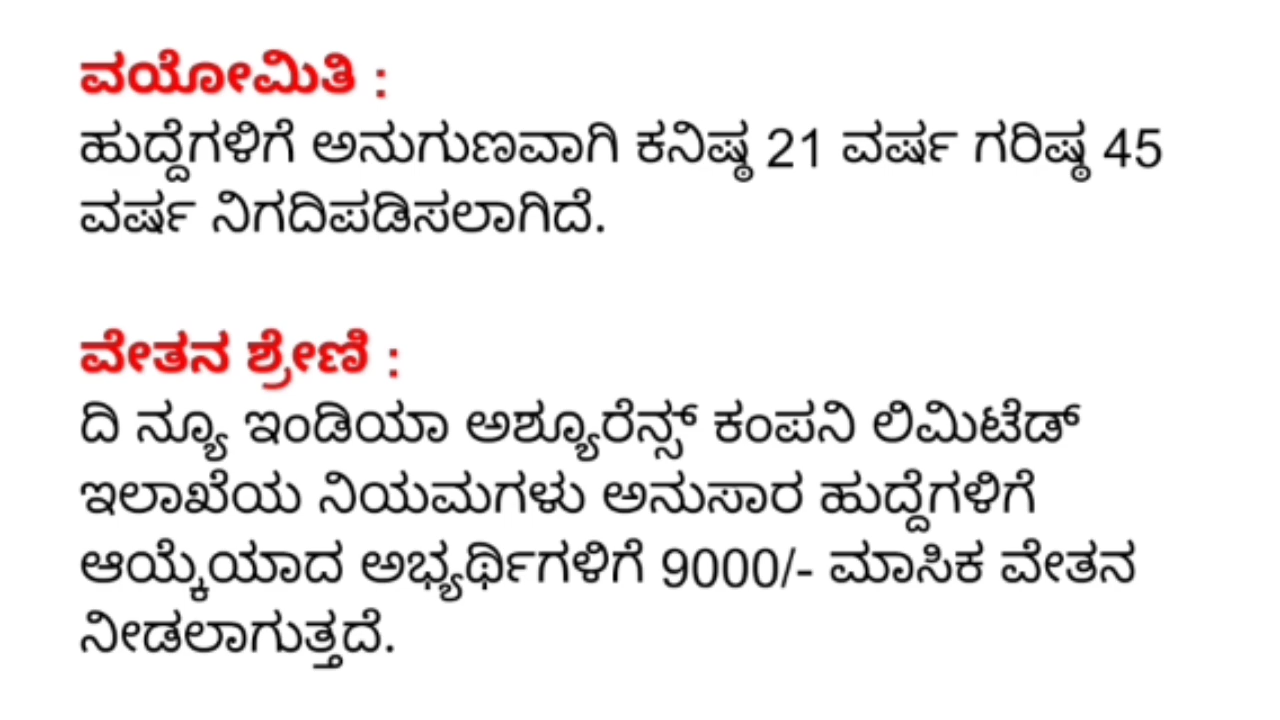 ವಯೋಮಿತಿ :
ಹುದ್ದೆಗಳಿಗೆ ಅನುಗುಣವಾಗಿ ಕನಿಷ್ಠ 21 ವರ್ಷ ಗರಿಷ್ಠ 45
ವರ್ಷ ನಿಗದಿಪಡಿಸಲಾಗಿದೆ.
ವೇತನ ಶ್ರೇಣಿ :
ದಿ ನ್ಯೂ ಇಂಡಿಯಾ ಅಶ್ಯೂರೆನ್ಸ್ ಕಂಪನಿ ಲಿಮಿಟೆಡ್
ಇಲಾಖೆಯ ನಿಯಮಗಳು ಅನುಸಾರ ಹುದ್ದೆಗಳಿಗೆ
ಆಯ್ಕೆಯಾದ ಅಭ್ಯರ್ಥಿಗಳಿಗೆ 9000/- ಮಾಸಿಕ ವೇತನ
ನೀಡಲಾಗುತ್ತದೆ.